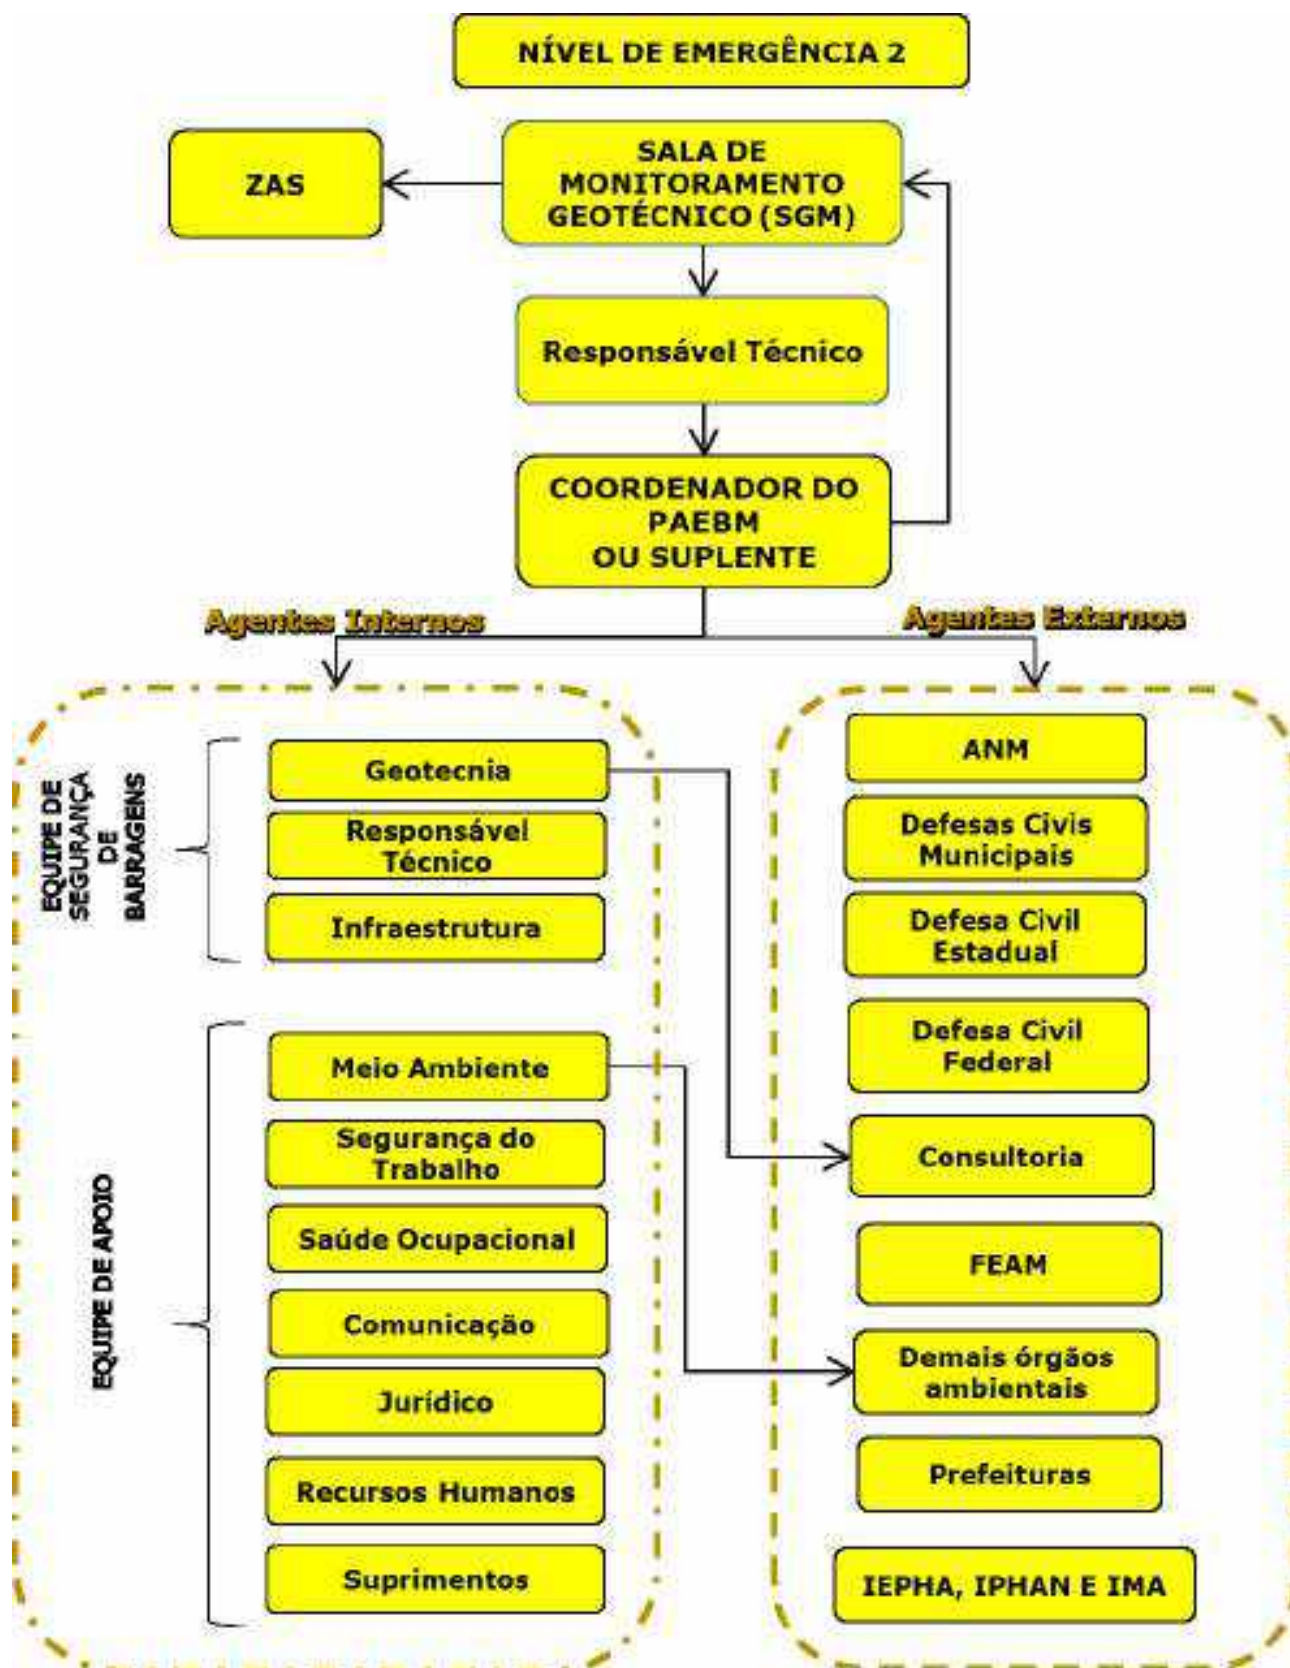 NÍVEL DE EMERGÊNCIA 2
ZAS
SALA DE
MONITORAMENTO
GEOTÉCNICO (SGM)
Responsável Técnico
COORDENADOR DO
PAEBM
OU SUPLENTE
Agentes Internos
Agentes Externos
EQUIPE DE
SEGURANÇA
DE
BARRAGENS
Geotecnia
Responsável
Técnico
Infraestrutura
EQUIPE DE APOIO
Meio Ambiente
Segurança do
Trabalho
Saúde Ocupacional
Comunicação
Jurídico
Recursos Humanos
Suprimentos
ANM
Defesas Civis
Municipais
Defesa Civil
Estadual
Defesa Civil
Federal
Consultoria
FEAM
Demais órgãos
ambientais
Prefeituras
IEPHA, IPHAN E IMA